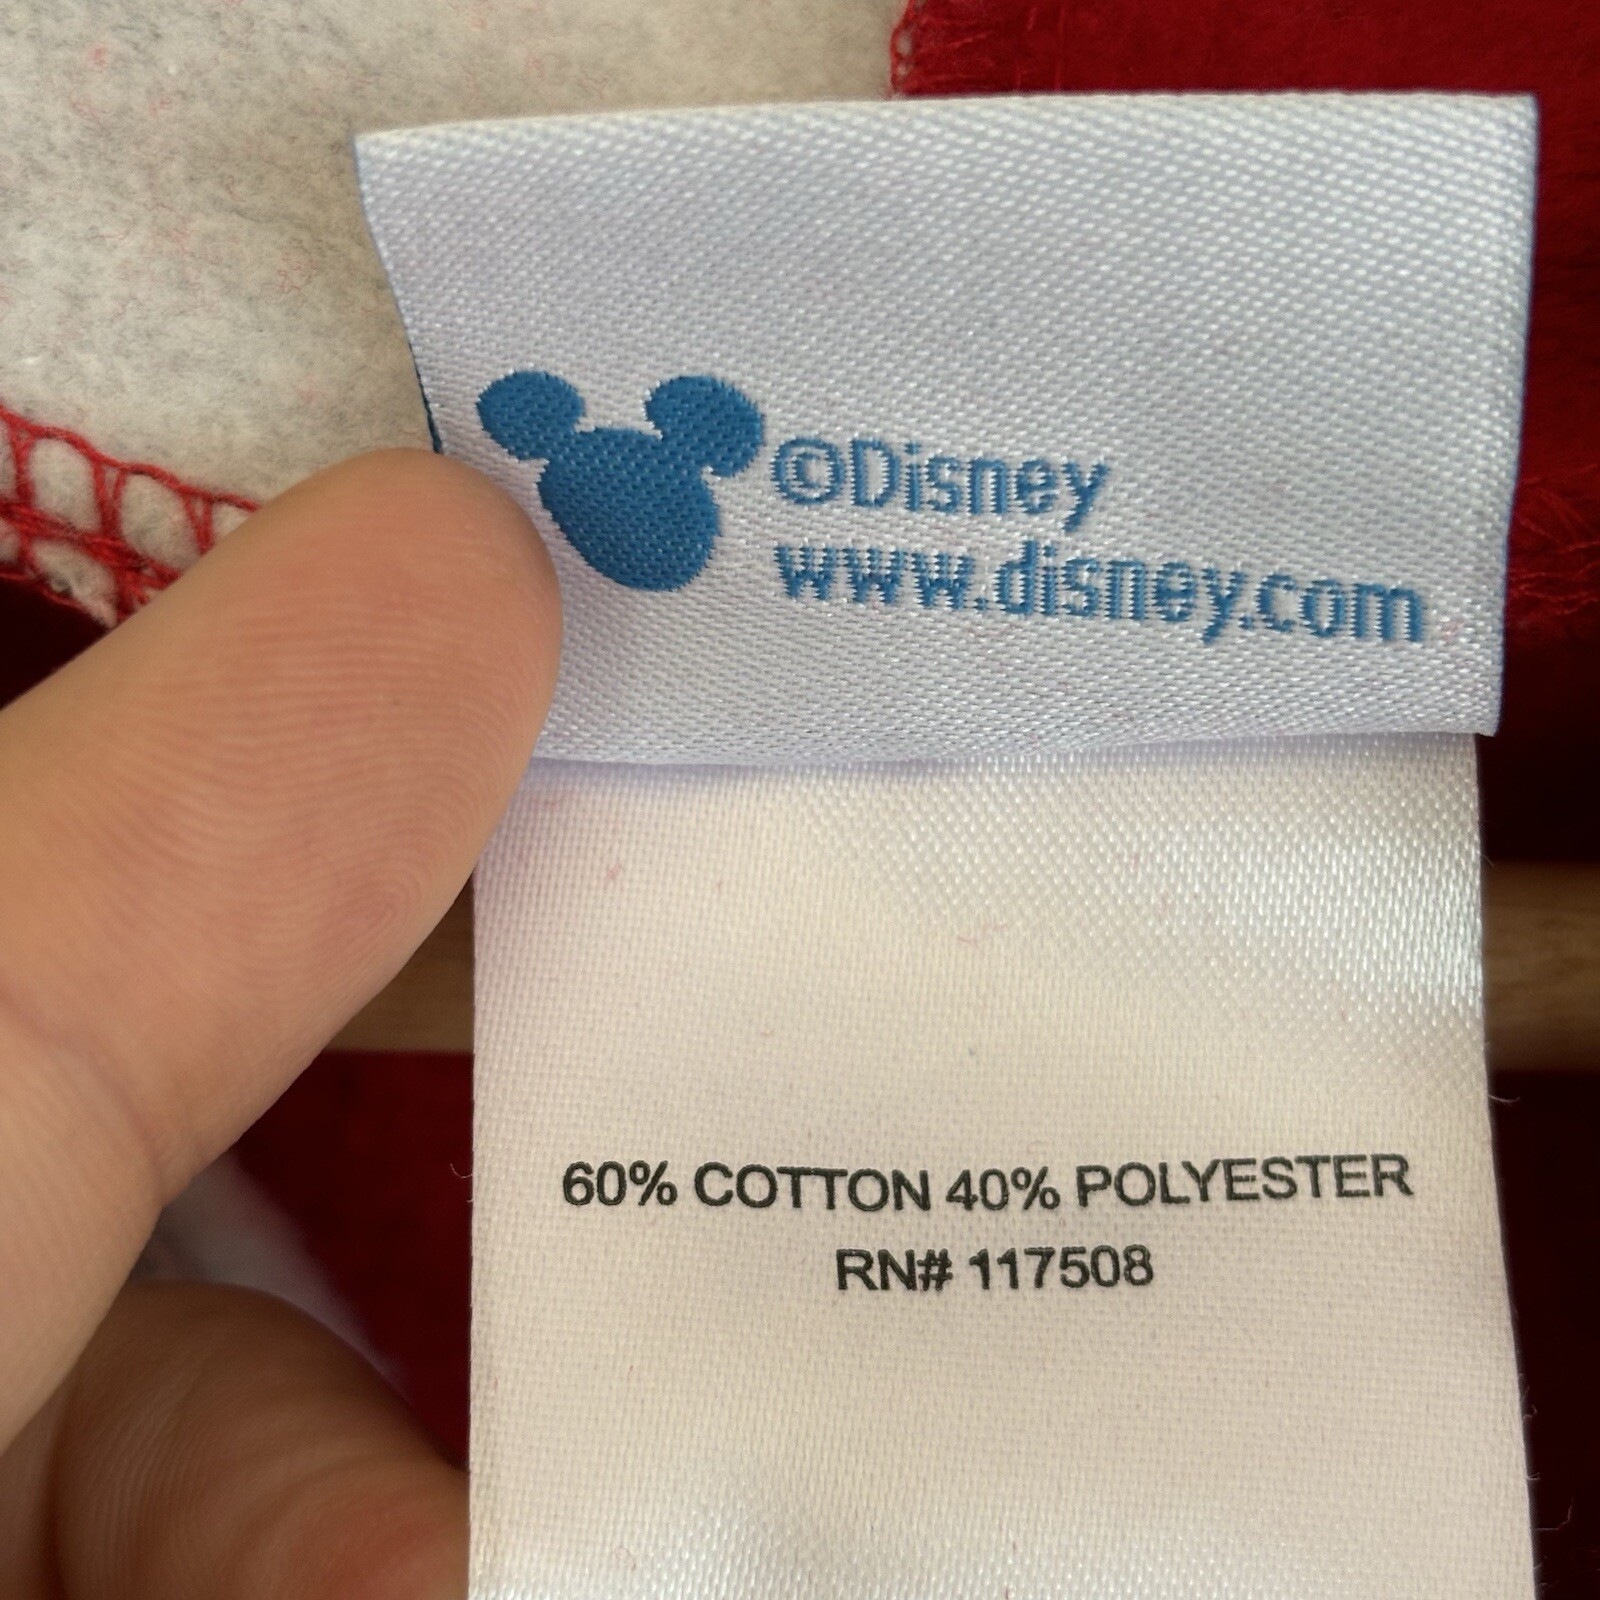 ©Disney
www.disney.com
60% COTTON 40% POLYESTER
RN# 117508